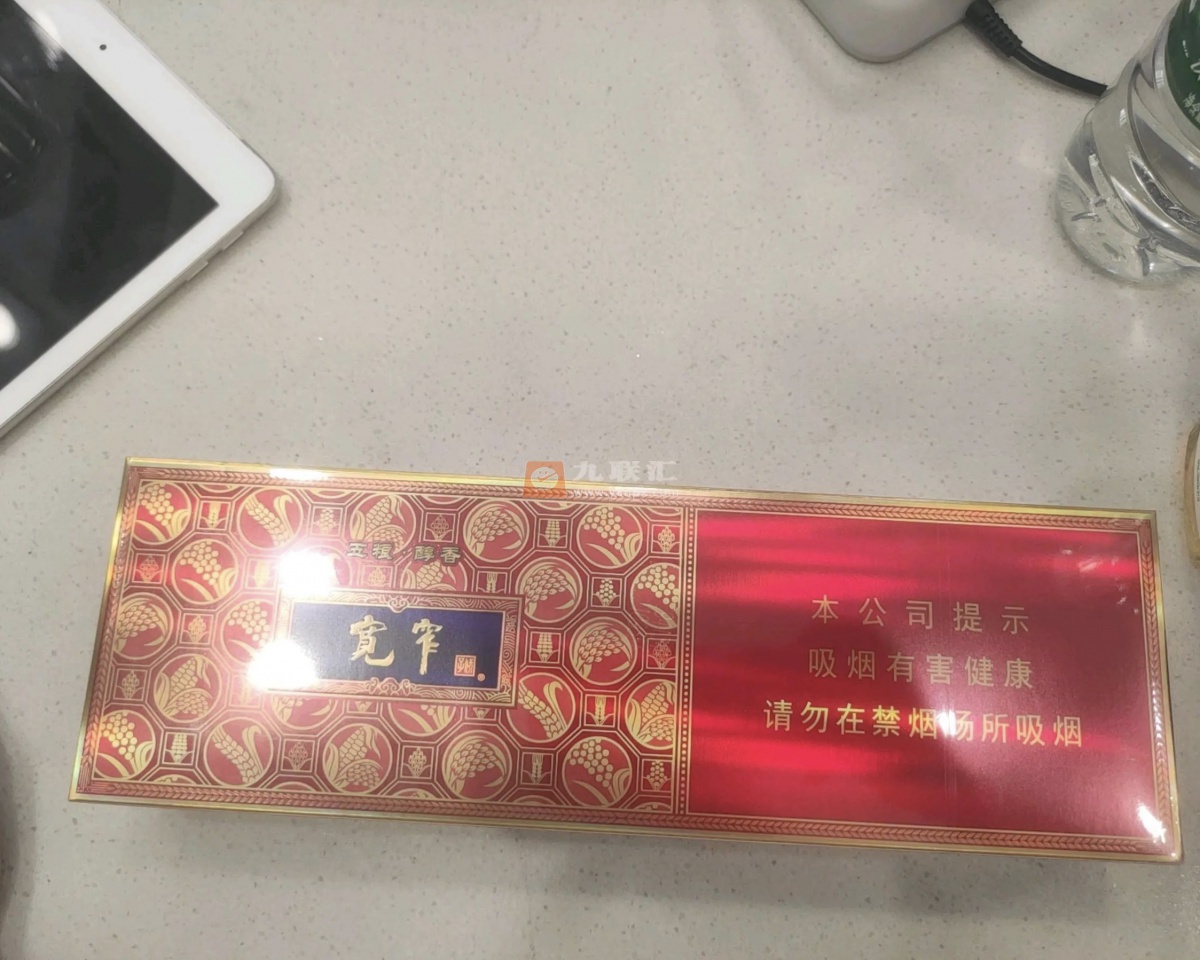 九联汇
五粮·醇香
宽窄
本公司提示
吸烟有害健康
请勿在禁烟场所吸烟